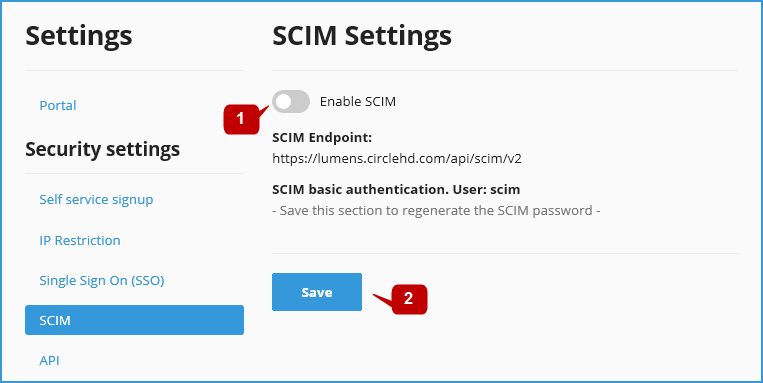 Settings
Portal
Security settings
Self service signup
IP Restriction
Single Sign On (SSO)
SCIM
API
SCIM Settings
1
Enable SCIM
SCIM Endpoint:
https://lumens.circlehd.com/api/scim/v2
SCIM basic authentication. User: scim
- Save this section to regenerate the SCIM password -
Save
2